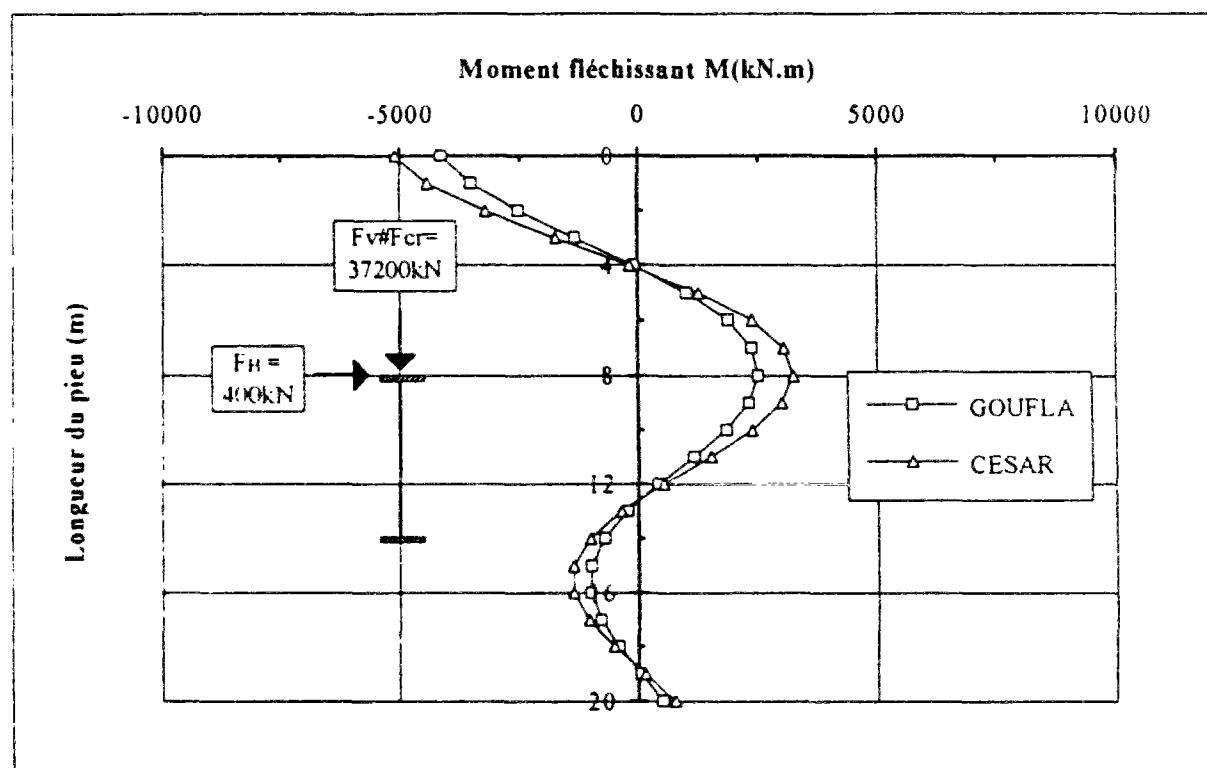 Moment fléchissant M(kN.m)
-10000 -5000 0 5000 10000
0
4
8
12
16
20
Longueur du pieu (m)
Fv#Fcr=
37200kN
FH =
400kN
GOUFLA
CESAR